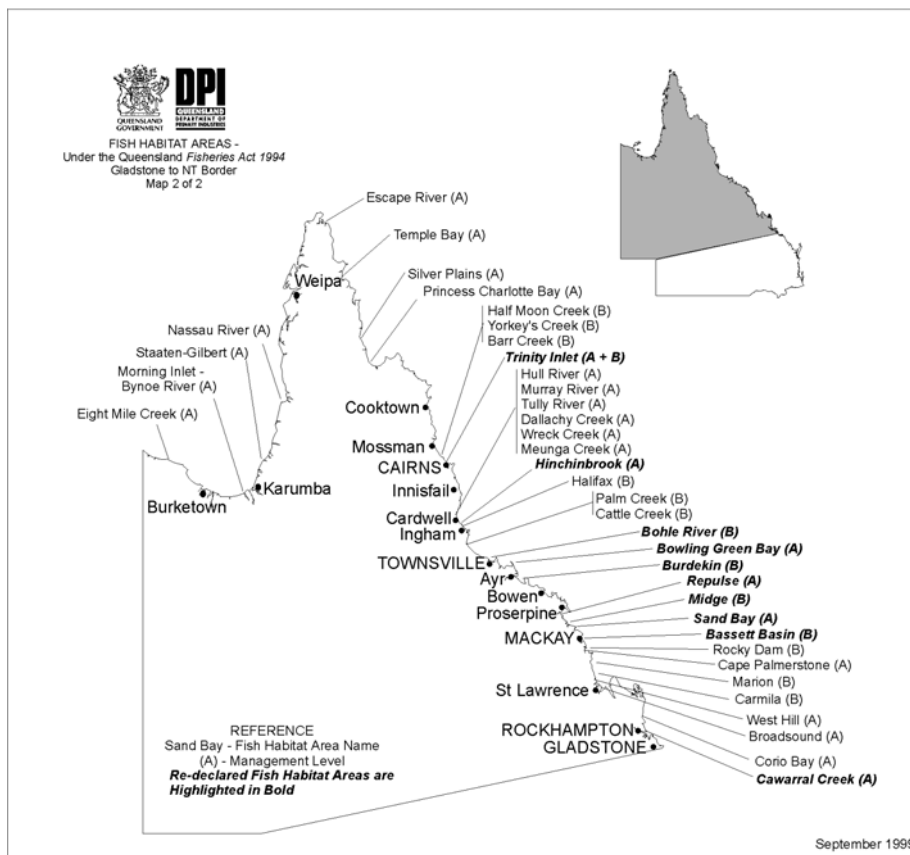 DPI
QUEENSLAND
GOVERNMENT
QUEENSLAND
DEPARTMENT OF
PRIMARY INDUSTRIES
FISH HABITAT AREAS -
Under the Queensland Fisheries Act 1994
Gladstone to NT Border
Map 2 of 2
Escape River (A)
Temple Bay (A)
Weipa
Silver Plains (A)
Princess Charlotte Bay (A)
Half Moon Creek (B)
Yorkey's Creek (B)
Barr Creek (B)
Trinity Inlet (A + B)
Nassau River (A)
Staaten-Gilbert (A)
Morning Inlet -
Bynoe River (A)
Eight Mile Creek (A)
Hull River (A)
Murray River (A)
Tully River (A)
Dallachy Creek (A)
Wreck Creek (A)
Meunga Creek (A)
Hinchinbrook (A)
Halifax (B)
Palm Creek (B)
Cattle Creek (B)
Cooktown
Mossman
CAIRNS
Innisfail
Cardwell
Ingham
Karumba
Burketown
Bohle River (B)
Bowling Green Bay (A)
Burdekin (B)
Repulse (A)
Midge (B)
Sand Bay (A)
Bassett Basin (B)
Rocky Dam (B)
Cape Palmerstone (A)
Marion (B)
Carmila (B)
West Hill (A)
Broadsound (A)
Corio Bay (A)
Cawarral Creek (A)
TOWNSVILLE
Ayr
Bowen
Proserpine
MACKAY
St Lawrence
ROCKHAMPTON
GLADSTONE
REFERENCE
Sand Bay - Fish Habitat Area Name
(A) - Management Level
Re-declared Fish Habitat Areas are
Highlighted in Bold
September 1999